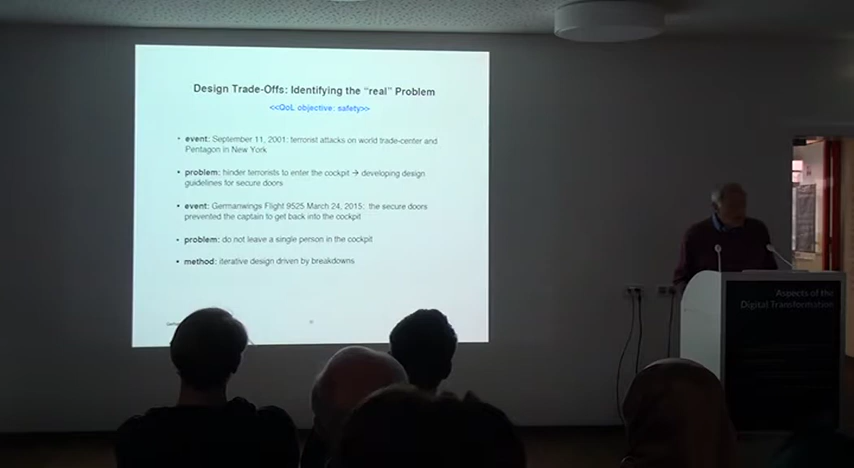 Design Trade-Offs: Identifying the "real" Problem
<<QoL objective: safety>>
• event: September 11, 2001: terrorist attacks on world trade-center and
Pentagon in New York
• problem: hinder terrorists to enter the cockpit → developing design
guidelines for secure doors
• event: Germanwings Flight 9525 March 24, 2015: the secure doors
prevented the captain to get back into the cockpit
• problem: do not leave a single person in the cockpit
• method: iterative design driven by breakdowns
Aspects of the
Digital Transformation